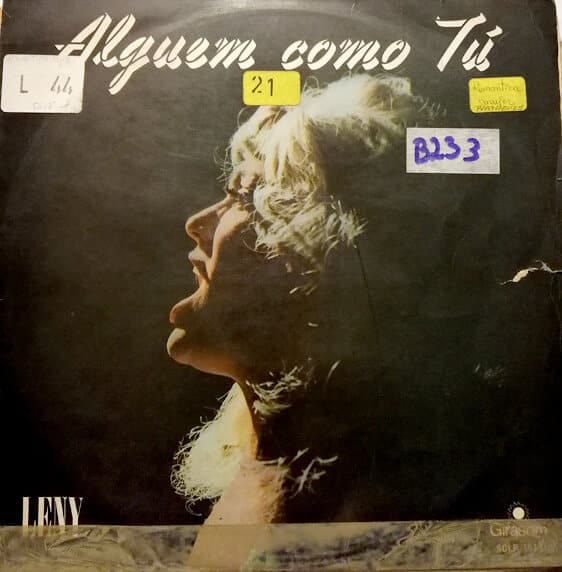 Alguem como Tú
L 44
21
B233
LENY
Girasom